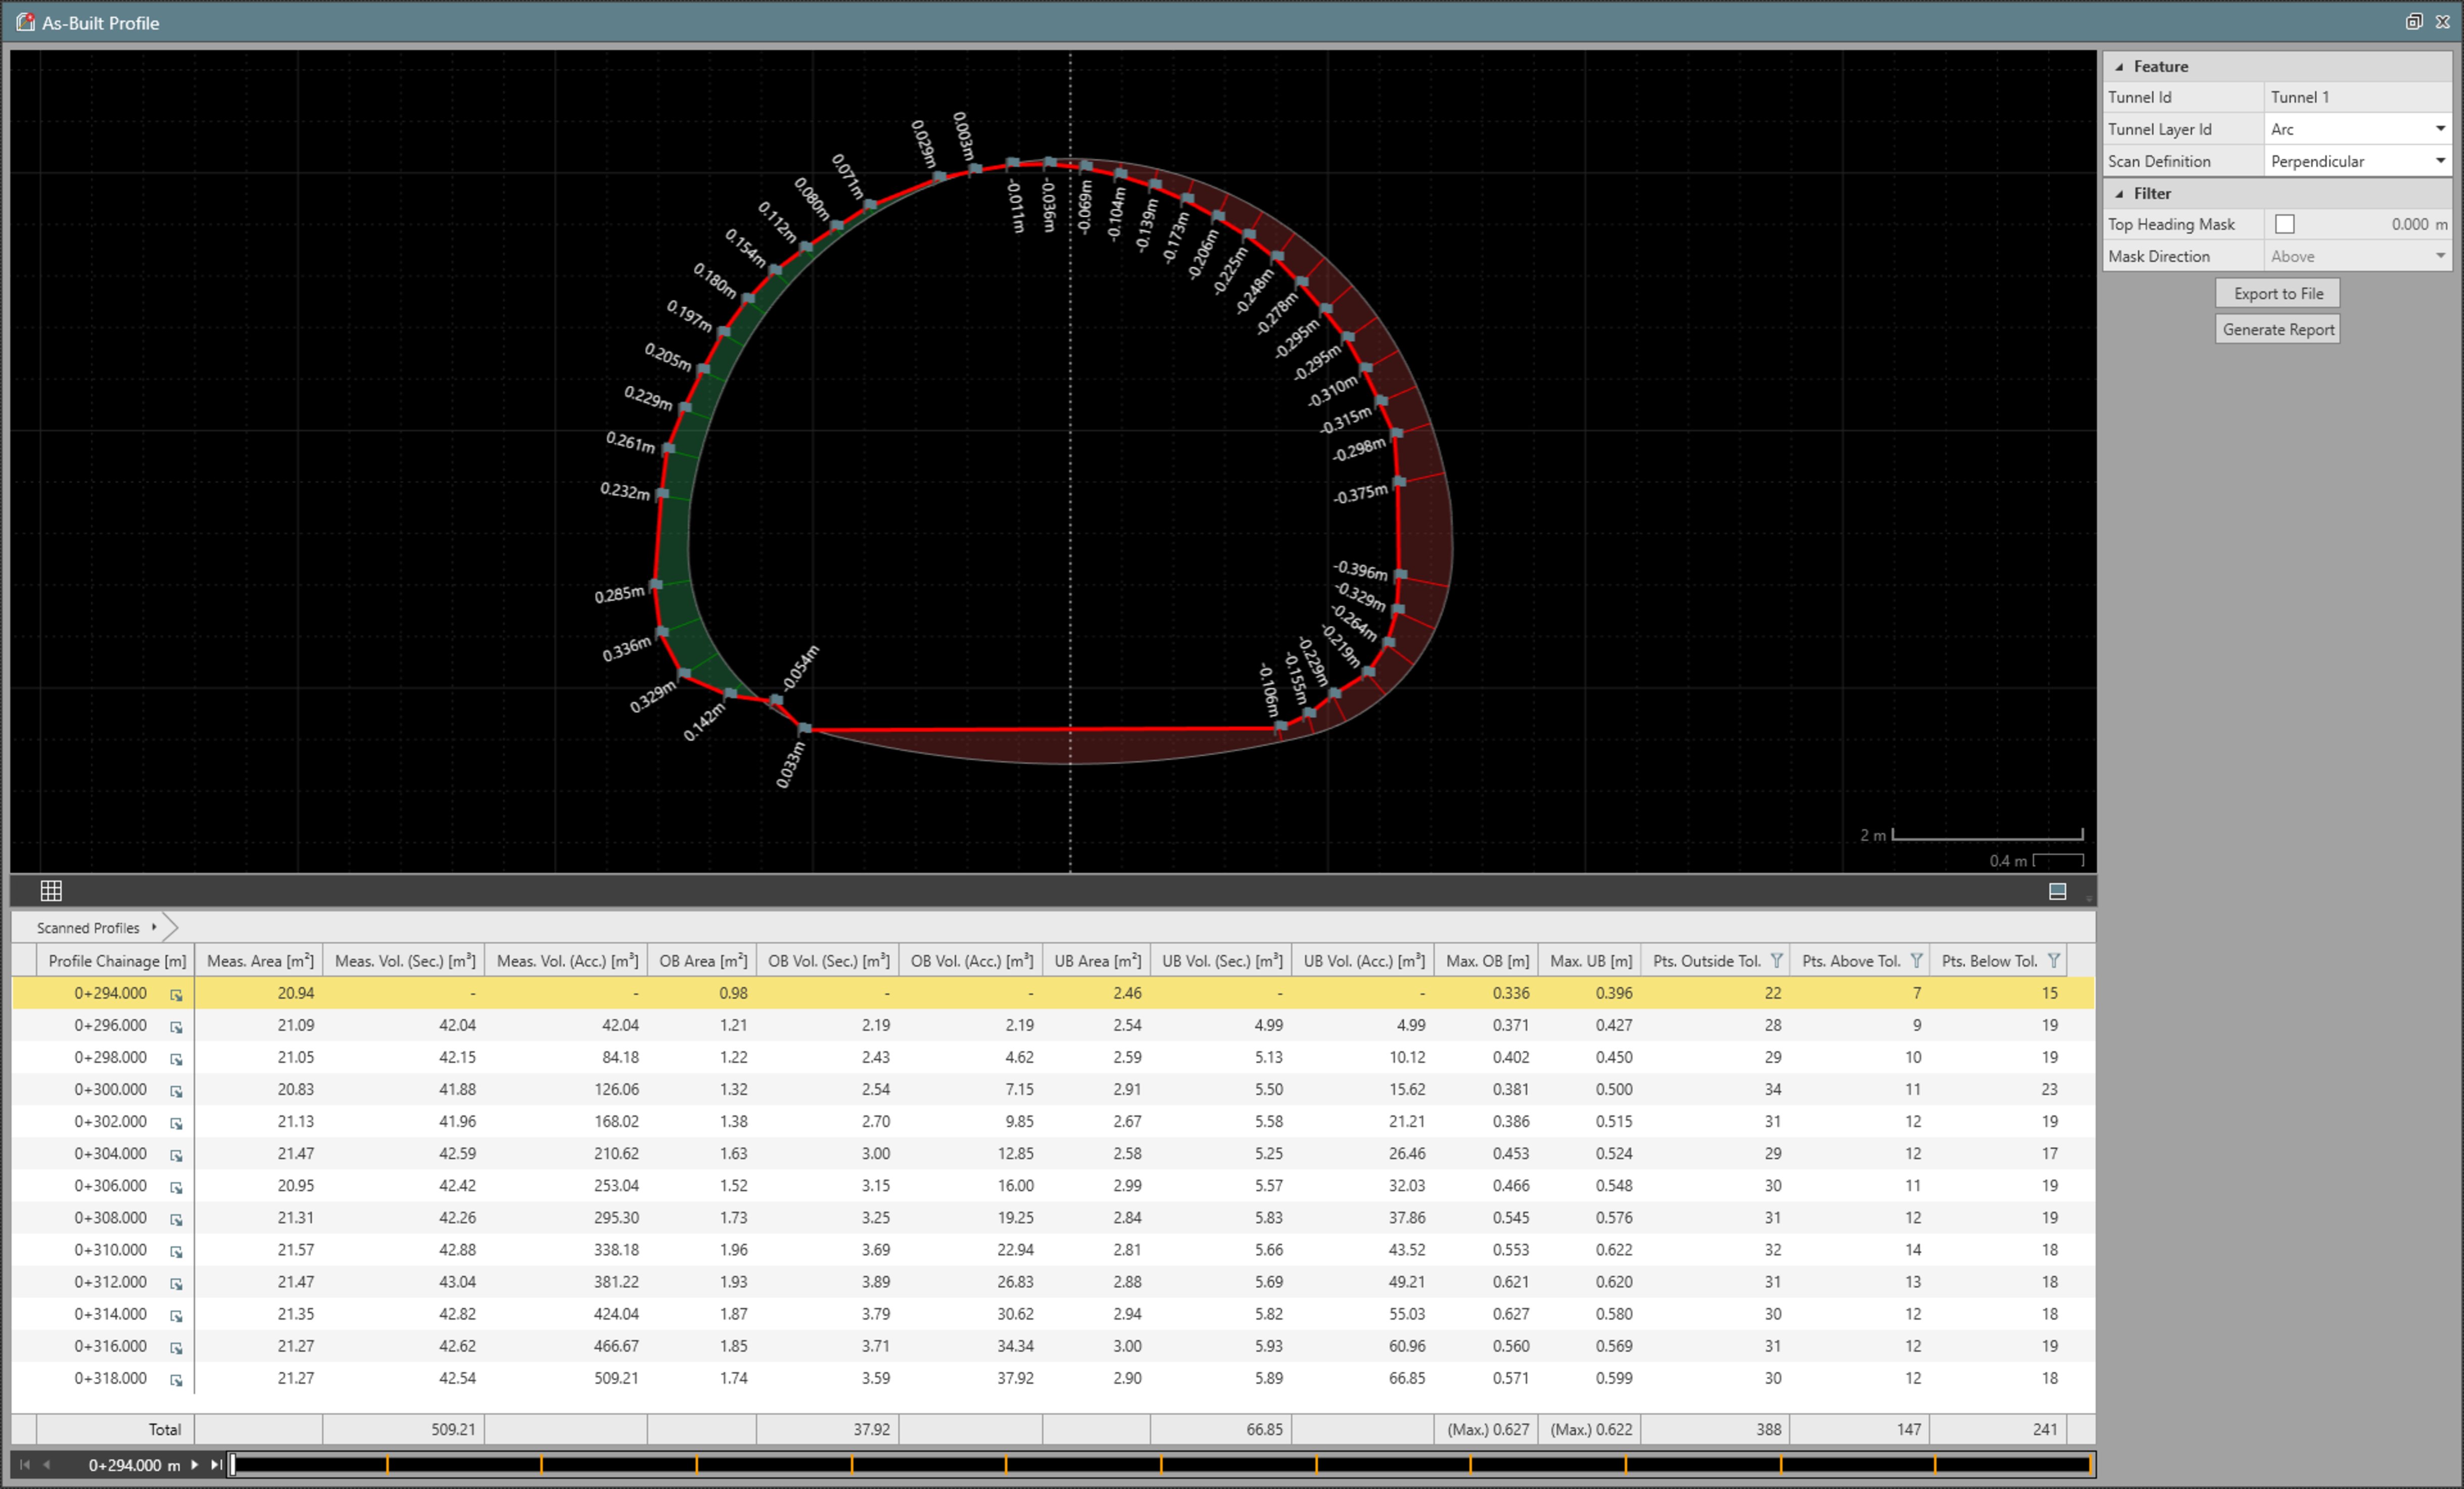 As-Built Profile
0.029m
0.003m
0.071m
0.080m
0.112m
0.154m
0.180m
0.197m
0.205m
0.229m
0.261m
0.232m
0.285m
0.336m
0.329m
0.142m
-0.054m
0.033m
-0.011m
-0.036m
-0.069m
-0.104m
-0.139m
-0.173m
-0.206m
-0.225m
-0.248m
-0.278m
-0.295m
-0.295m
-0.310m
-0.315m
-0.298m
-0.375m
-0.396m
-0.329m
-0.264m
-0.219m
-0.229m
-0.155m
-0.106m
2 m
0.4 m
Feature
Tunnel Id Tunnel 1
Tunnel Layer Id Arc
Scan Definition Perpendicular
Filter
Top Heading Mask 0.000 m
Mask Direction Above
Export to File
Generate Report
Scanned Profiles
Profile Chainage [m] Meas. Area [m²] Meas. Vol. (Sec.) [m³] Meas. Vol. (Acc.) [m³] OB Area [m²] OB Vol. (Sec.) [m³] OB Vol. (Acc.) [m³] UB Area [m²] UB Vol. (Sec.) [m³] UB Vol. (Acc.) [m³] Max. OB [m] Max. UB [m] Pts. Outside Tol. Pts. Above Tol. Pts. Below Tol.
0+294.000 20.94 - - 0.98 - - 2.46 - - 0.336 0.396 22 7 15
0+296.000 21.09 42.04 42.04 1.21 2.19 2.19 2.54 4.99 4.99 0.371 0.427 28 9 19
0+298.000 21.05 42.15 84.18 1.22 2.43 4.62 2.59 5.13 10.12 0.402 0.450 29 10 19
0+300.000 20.83 41.88 126.06 1.32 2.54 7.15 2.91 5.50 15.62 0.381 0.500 34 11 23
0+302.000 21.13 41.96 168.02 1.38 2.70 9.85 2.67 5.58 21.21 0.386 0.515 31 12 19
0+304.000 21.47 42.59 210.62 1.63 3.00 12.85 2.58 5.25 26.46 0.453 0.524 29 12 17
0+306.000 20.95 42.42 253.04 1.52 3.15 16.00 2.99 5.57 32.03 0.466 0.548 30 11 19
0+308.000 21.31 42.26 295.30 1.73 3.25 19.25 2.84 5.83 37.86 0.545 0.576 31 12 19
0+310.000 21.57 42.88 338.18 1.96 3.69 22.94 2.81 5.66 43.52 0.553 0.622 32 14 18
0+312.000 21.47 43.04 381.22 1.93 3.89 26.83 2.88 5.69 49.21 0.621 0.620 31 13 18
0+314.000 21.35 42.82 424.04 1.87 3.79 30.62 2.94 5.82 55.03 0.627 0.580 30 12 18
0+316.000 21.27 42.62 466.67 1.85 3.71 34.34 3.00 5.93 60.96 0.560 0.569 31 12 19
0+318.000 21.27 42.54 509.21 1.74 3.59 37.92 2.90 5.89 66.85 0.571 0.599 30 12 18
Total 509.21 37.92 66.85 (Max.) 0.627 (Max.) 0.622 388 147 241
0+294.000 m